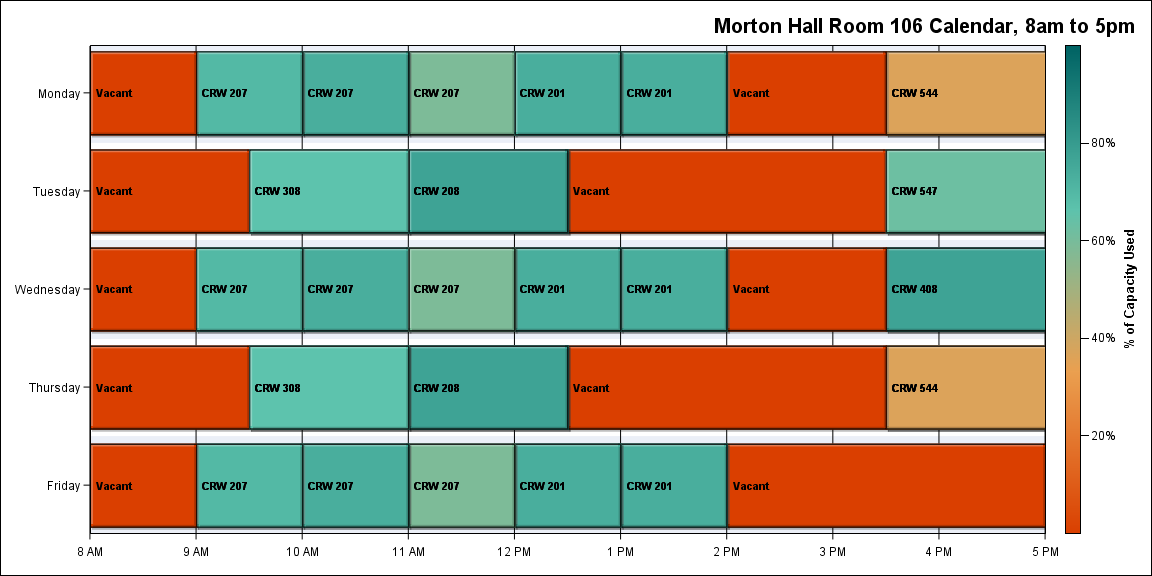 Morton Hall Room 106 Calendar, 8am to 5pm
Monday
Vacant
CRW 207
CRW 207
CRW 207
CRW 201
CRW 201
Vacant
CRW 544
Tuesday
Vacant
CRW 308
CRW 208
Vacant
CRW 547
Wednesday
Vacant
CRW 207
CRW 207
CRW 207
CRW 201
CRW 201
Vacant
CRW 408
Thursday
Vacant
CRW 308
CRW 208
Vacant
CRW 544
Friday
Vacant
CRW 207
CRW 207
CRW 207
CRW 201
CRW 201
Vacant
8 AM
9 AM
10 AM
11 AM
12 PM
1 PM
2 PM
3 PM
4 PM
5 PM
80%
60%
40%
20%
% of Capacity Used